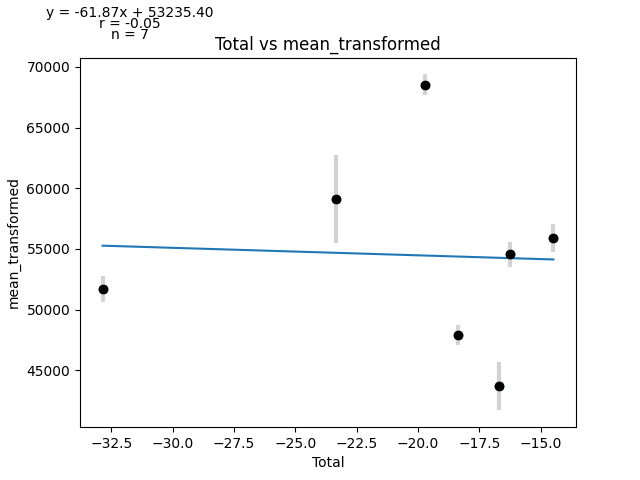 y = -61.87x + 53235.40
r = -0.05
n = 7
Total vs mean_transformed
70000
65000
60000
55000
50000
45000
mean_transformed
−32.5 −30.0 −27.5 −25.0 −22.5 −20.0 −17.5 −15.0
Total